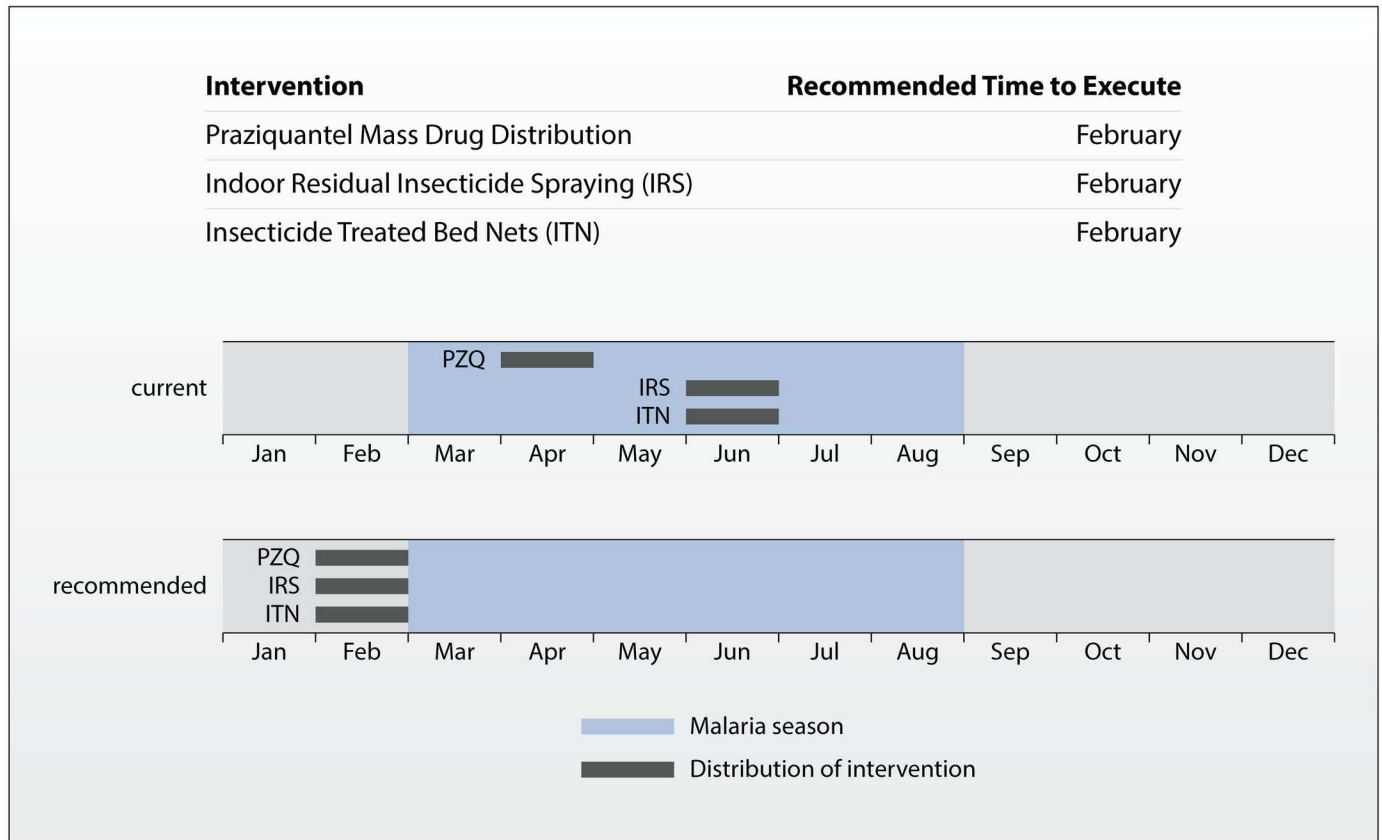 Intervention Recommended Time to Execute
Praziquantel Mass Drug Distribution February
Indoor Residual Insecticide Spraying (IRS) February
Insecticide Treated Bed Nets (ITN) February
PZQ
current IRS
ITN
Jan Feb Mar Apr May Jun Jul Aug Sep Oct Nov Dec
PZQ
recommended IRS
ITN
Jan Feb Mar Apr May Jun Jul Aug Sep Oct Nov Dec
Malaria season
Distribution of intervention